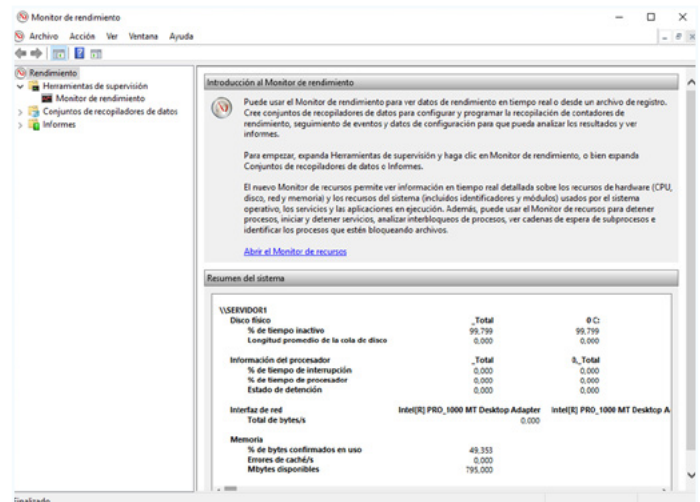 Monitor de rendimiento
Archivo Acción Ver Ventana Ayuda
Rendimiento
Herramientas de supervisión
Monitor de rendimiento
Conjuntos de recopiladores de datos
Informes
Introducción al Monitor de rendimiento
Puede usar el Monitor de rendimiento para ver datos de rendimiento en tiempo real o desde un archivo de registro.
Cree conjuntos de recopiladores de datos para configurar y programar la recopilación de contadores de
rendimiento, seguimiento de eventos y datos de configuración para que pueda analizar los resultados y ver
informes.
Para empezar, expanda Herramientas de supervisión y haga clic en Monitor de rendimiento, o bien expanda
Conjuntos de recopiladores de datos o Informes.
El nuevo Monitor de recursos permite ver información en tiempo real detallada sobre los recursos de hardware (CPU,
disco, red y memoria) y los recursos del sistema (incluidos identificadores y módulos) usados por el sistema
operativo, los servicios y las aplicaciones en ejecución. Además, puede usar el Monitor de recursos para detener
procesos, iniciar y detener servicios, analizar interbloqueos de procesos, ver cadenas de espera de subprocesos e
identificar los procesos que estén bloqueando archivos.
Abrir el Monitor de recursos
Resumen del sistema
\\SERVIDOR1
Disco físico _Total 0 C:
% de tiempo inactivo 99,799 99,799
Longitud promedio de la cola de disco 0,000 0,000
Información del procesador _Total 0,_Total
% de tiempo de interrupción 0,000 0,000
% de tiempo de procesador 0,000 0,000
Estado de detención 0,000 0,000
Interfaz de red Intel[R] PRO_1000 MT Desktop Adapter Intel[R] PRO_1000 MT Desktop A
Total de bytes/s 0,000
Memoria
% de bytes confirmados en uso 49,353
Errores de caché/s 0,000
Mbytes disponibles 795,000
Finalizado